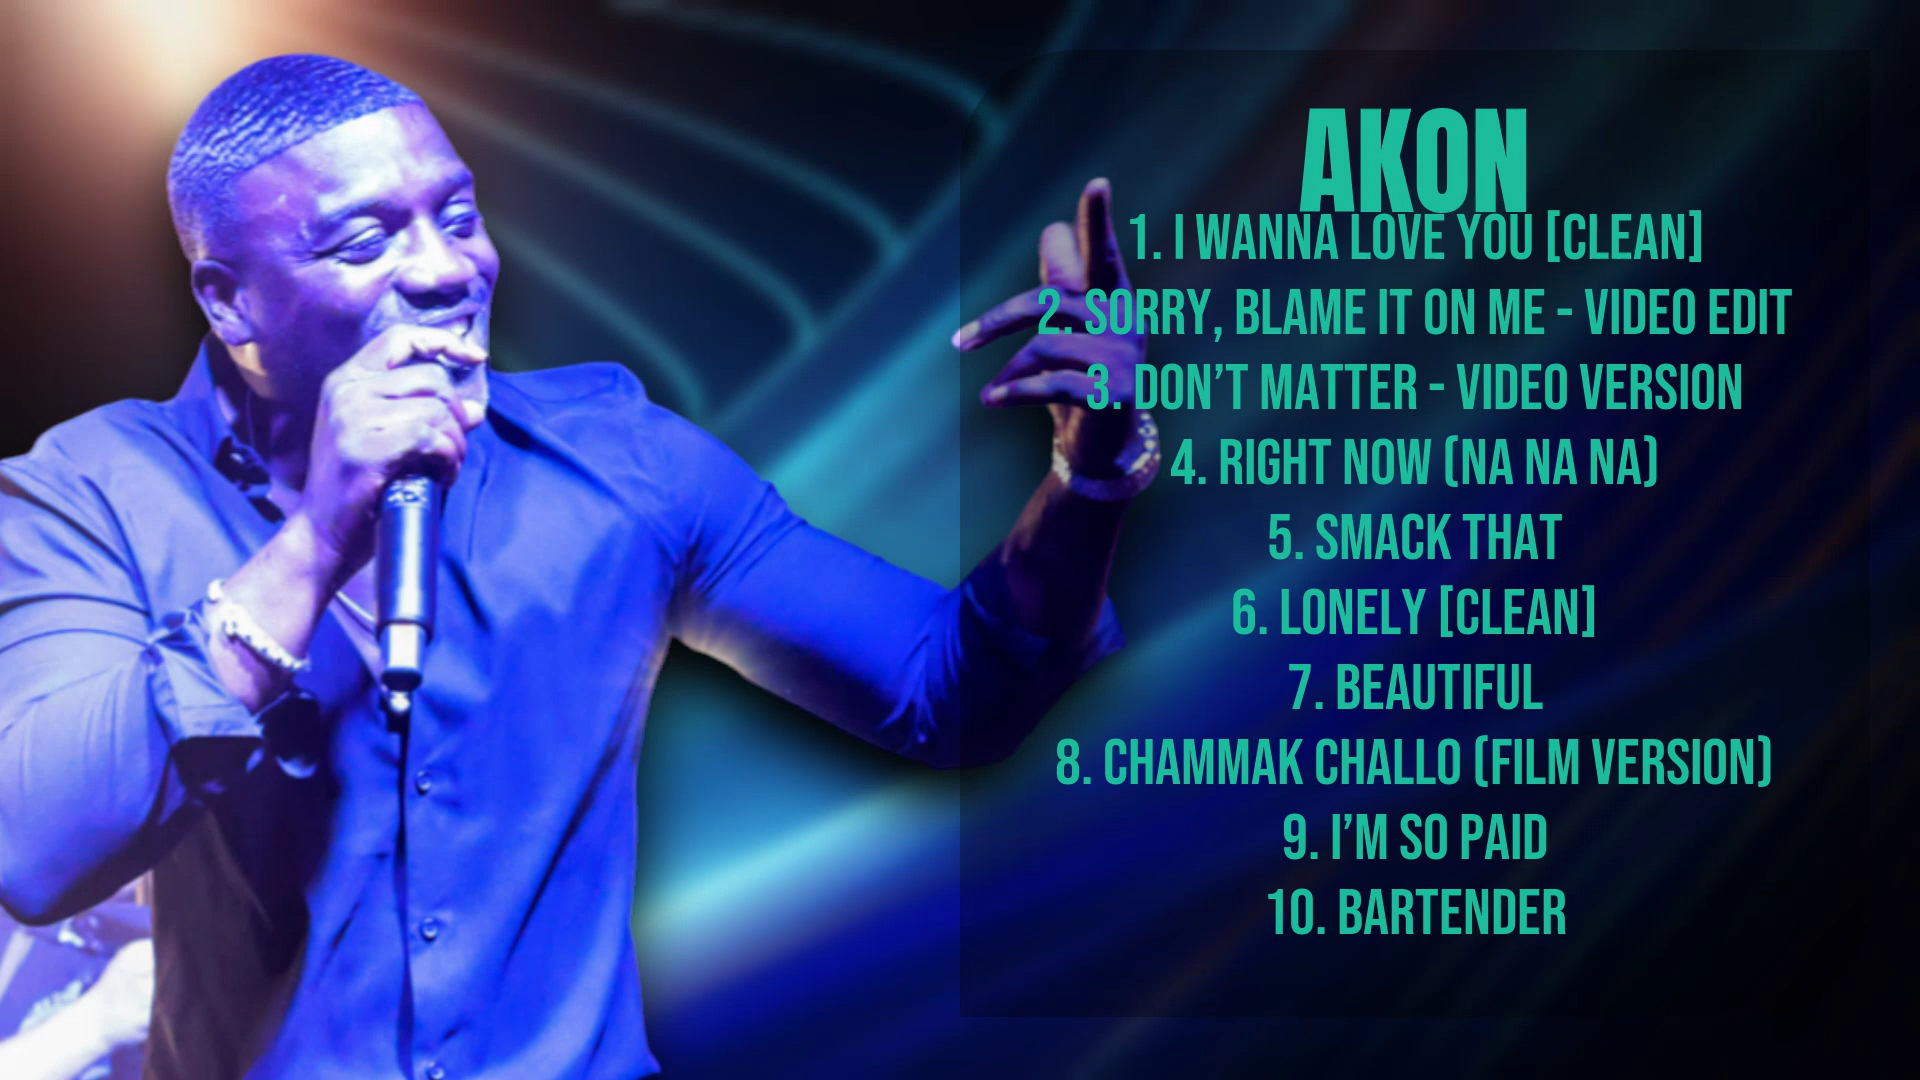 AKON
1. I WANNA LOVE YOU [CLEAN]
2. SORRY, BLAME IT ON ME - VIDEO EDIT
3. DON’T MATTER - VIDEO VERSION
4. RIGHT NOW (NA NA NA)
5. SMACK THAT
6. LONELY [CLEAN]
7. BEAUTIFUL
8. CHAMMAK CHALLO (FILM VERSION)
9. I’M SO PAID
10. BARTENDER